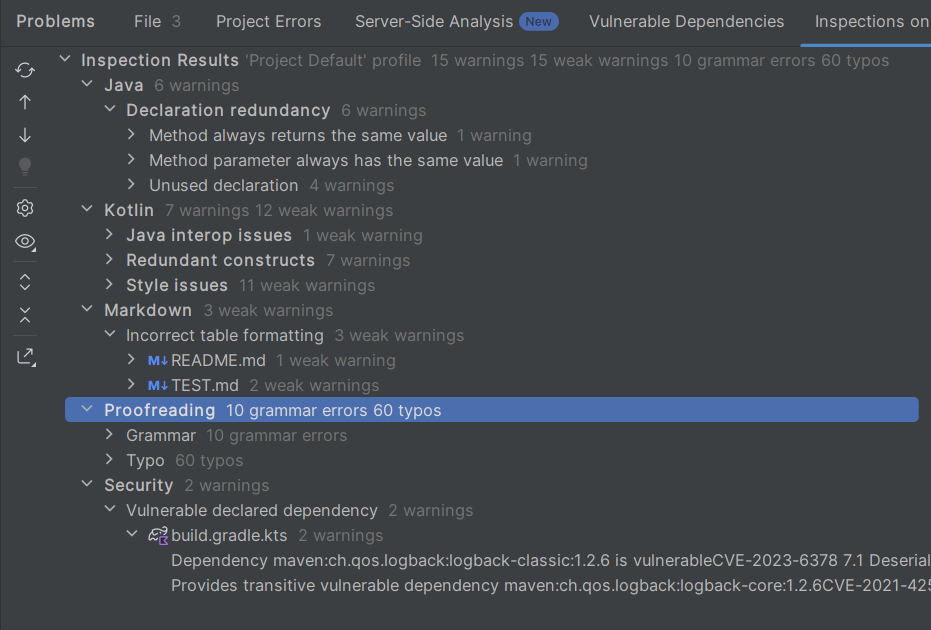 Problems File 3 Project Errors Server-Side Analysis New Vulnerable Dependencies Inspections on
Inspection Results 'Project Default' profile 15 warnings 15 weak warnings 10 grammar errors 60 typos
Java 6 warnings
Declaration redundancy 6 warnings
Method always returns the same value 1 warning
Method parameter always has the same value 1 warning
Unused declaration 4 warnings
Kotlin 7 warnings 12 weak warnings
Java interop issues 1 weak warning
Redundant constructs 7 warnings
Style issues 11 weak warnings
Markdown 3 weak warnings
Incorrect table formatting 3 weak warnings
M↓ README.md 1 weak warning
M↓ TEST.md 2 weak warnings
Proofreading 10 grammar errors 60 typos
Grammar 10 grammar errors
Typo 60 typos
Security 2 warnings
Vulnerable declared dependency 2 warnings
build.gradle.kts 2 warnings
Dependency maven:ch.qos.logback:logback-classic:1.2.6 is vulnerableCVE-2023-6378 7.1 Deserial
Provides transitive vulnerable dependency maven:ch.qos.logback:logback-core:1.2.6CVE-2021-425